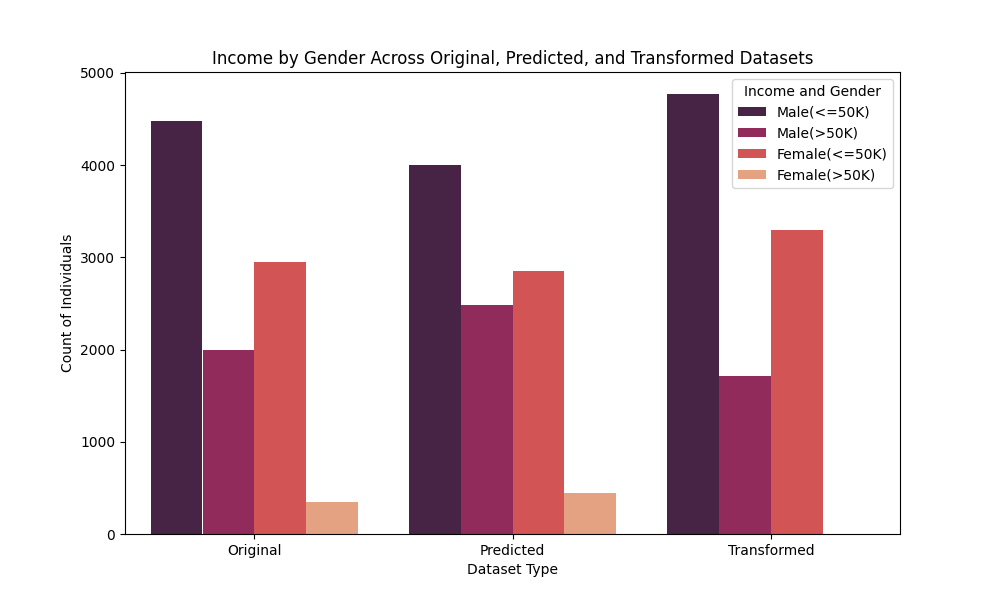 Income by Gender Across Original, Predicted, and Transformed Datasets
5000
4000
3000
2000
1000
0
Count of Individuals
Income and Gender
Male(<=50K)
Male(>50K)
Female(<=50K)
Female(>50K)
Original
Predicted
Transformed
Dataset Type